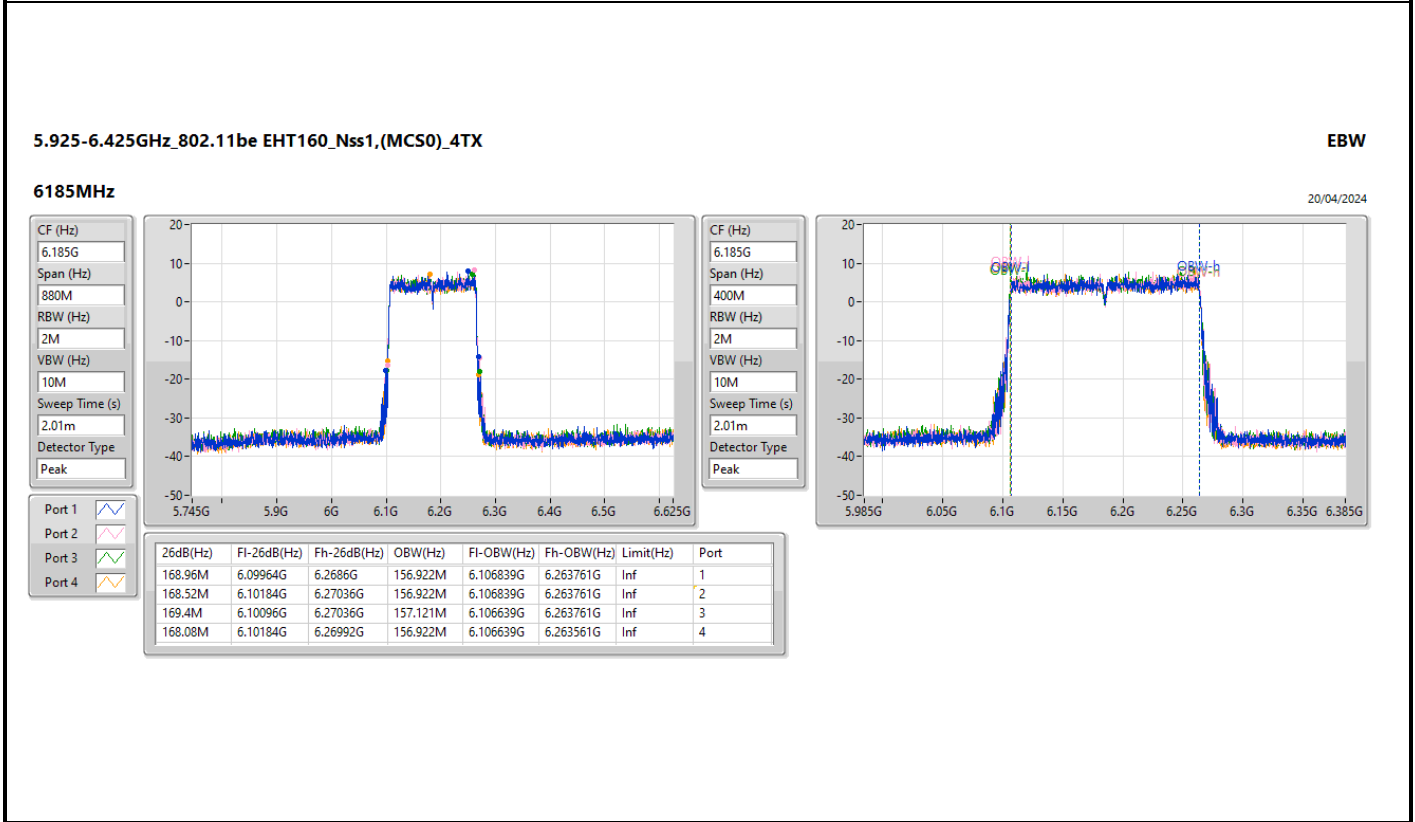 5.925-6.425GHz_802.11be EHT160_Nss1,(MCS0)_4TX
EBW
6185MHz
20/04/2024
CF (Hz)
6.185G
Span (Hz)
880M
RBW (Hz)
2M
VBW (Hz)
10M
Sweep Time (s)
2.01m
Detector Type
Peak
Port 1
Port 2
Port 3
Port 4
20
10
0
-10
-20
-30
-40
-50
5.745G 5.9G 6G 6.1G 6.2G 6.3G 6.4G 6.5G 6.625G
CF (Hz)
6.185G
Span (Hz)
400M
RBW (Hz)
2M
VBW (Hz)
10M
Sweep Time (s)
2.01m
Detector Type
Peak
20
10
0
-10
-20
-30
-40
-50
OBW-l OBW-h
5.985G 6.05G 6.1G 6.15G 6.2G 6.25G 6.3G 6.35G 6.385G
26dB(Hz) Fl-26dB(Hz) Fh-26dB(Hz) OBW(Hz) Fl-OBW(Hz) Fh-OBW(Hz) Limit(Hz) Port
168.96M 6.09964G 6.2686G 156.922M 6.106839G 6.263761G Inf 1
168.52M 6.10184G 6.27036G 156.922M 6.106839G 6.263761G Inf 2
169.4M 6.10096G 6.27036G 157.121M 6.106639G 6.263761G Inf 3
168.08M 6.10184G 6.26992G 156.922M 6.106639G 6.263561G Inf 4